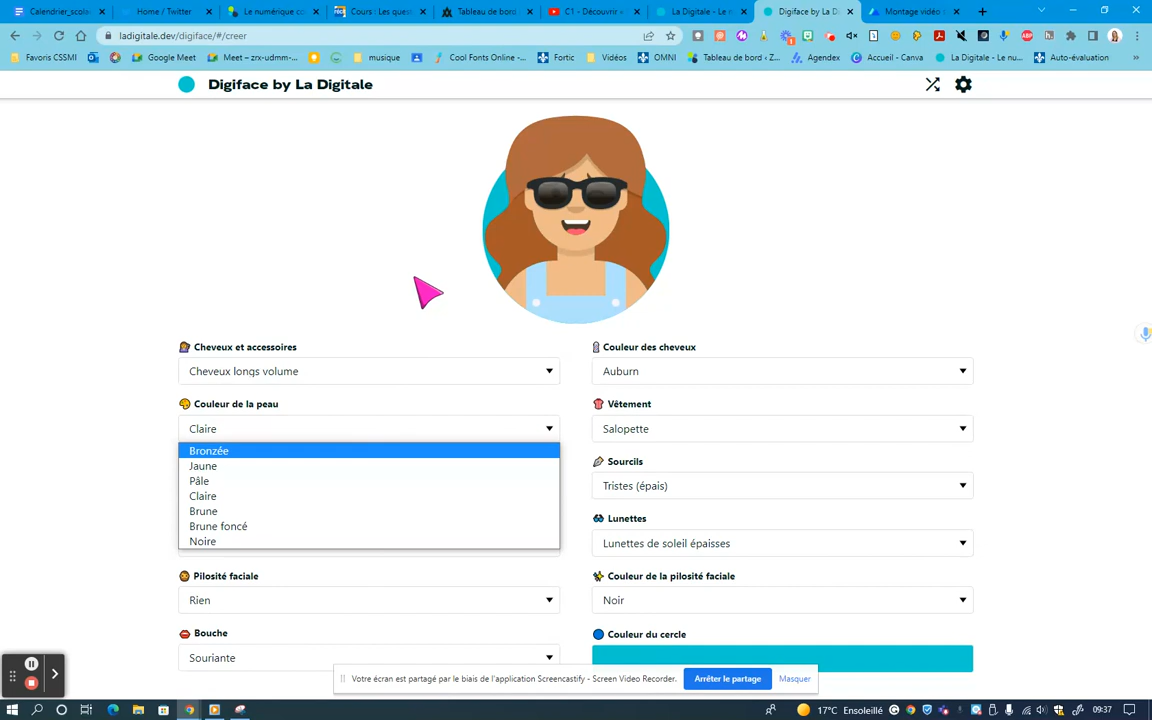 Calendrier_scola
Home / Twitter
Le numérique co
Cours : Les ques
Tableau de bord
C1 - Découvrir «
La Digitale - Le n
Digiface by La D
Montage vidéo
ladigitale.dev/digiface/#/creer
Favoris CSSMI
Google Meet
Meet – zrx-udmm-...
musique
Cool Fonts Online -...
Fortic
Vidéos
OMNI
Tableau de bord ‹ Z...
Agendex
Accueil - Canva
La Digitale - Le nu...
Auto-évaluation
Digiface by La Digitale
Cheveux et accessoires
Couleur des cheveux
Cheveux longs volume
Auburn
Couleur de la peau
Vêtement
Claire
Salopette
Bronzée
Jaune
Pâle
Claire
Brune
Brune foncé
Noire
Sourcils
Tristes (épais)
Lunettes
Lunettes de soleil épaisses
Pilosité faciale
Couleur de la pilosité faciale
Rien
Noir
Bouche
Couleur du cercle
Souriante
Votre écran est partagé par le biais de l'application Screencastify - Screen Video Recorder.
Arrêter le partage
Masquer
17°C Ensoleillé
09:37